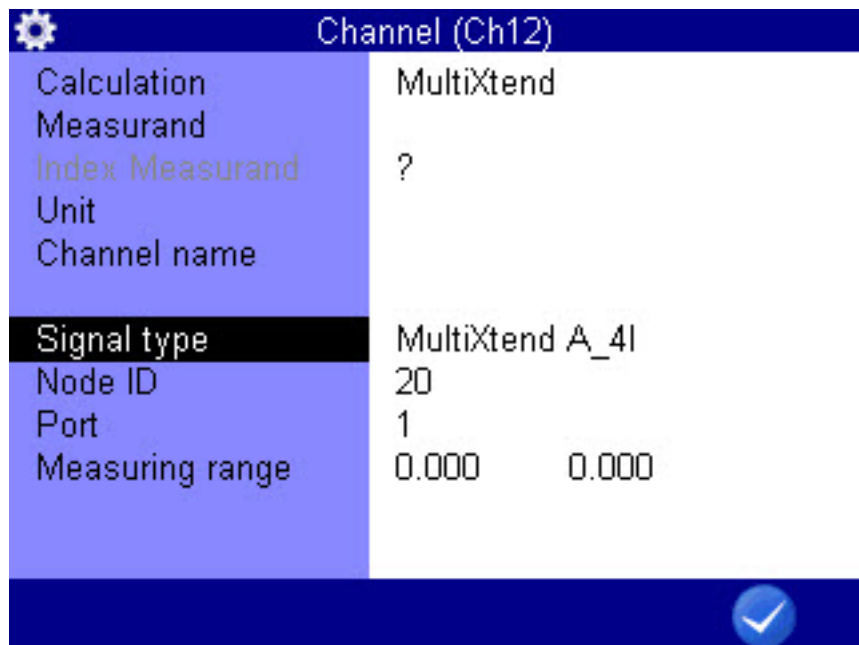 Channel (Ch12)
Calculation MultiXtend
Measurand
Index Measurand ?
Unit
Channel name
Signal type MultiXtend A_4I
Node ID 20
Port 1
Measuring range 0.000 0.000